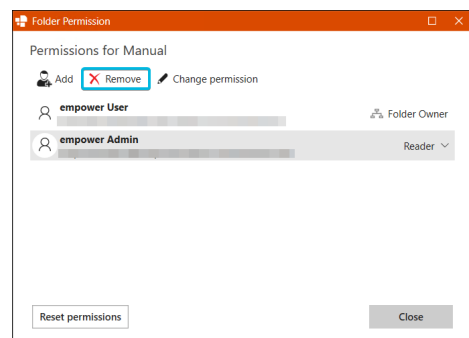 Folder Permission
Permissions for Manual
Add Remove Change permission
empower User
Folder Owner
empower Admin
Reader
Reset permissions Close